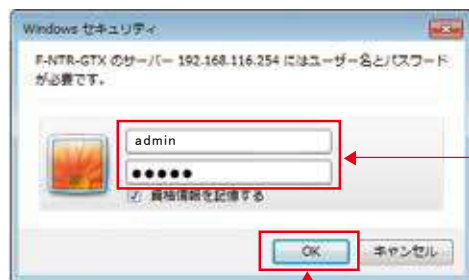 Windows セキュリティ
F-NTR-GTX のサーバー 192.168.116.254 にはユーザー名とパスワード
が必要です。
admin
●●●●●
資格情報を記憶する
OK
キャンセル